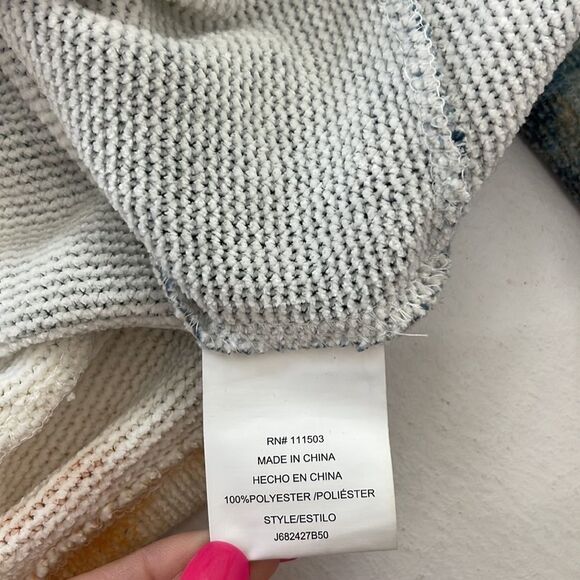 RN# 111503
MADE IN CHINA
HECHO EN CHINA
100%POLYESTER /POLIÉSTER
STYLE/ESTILO
J682427B50